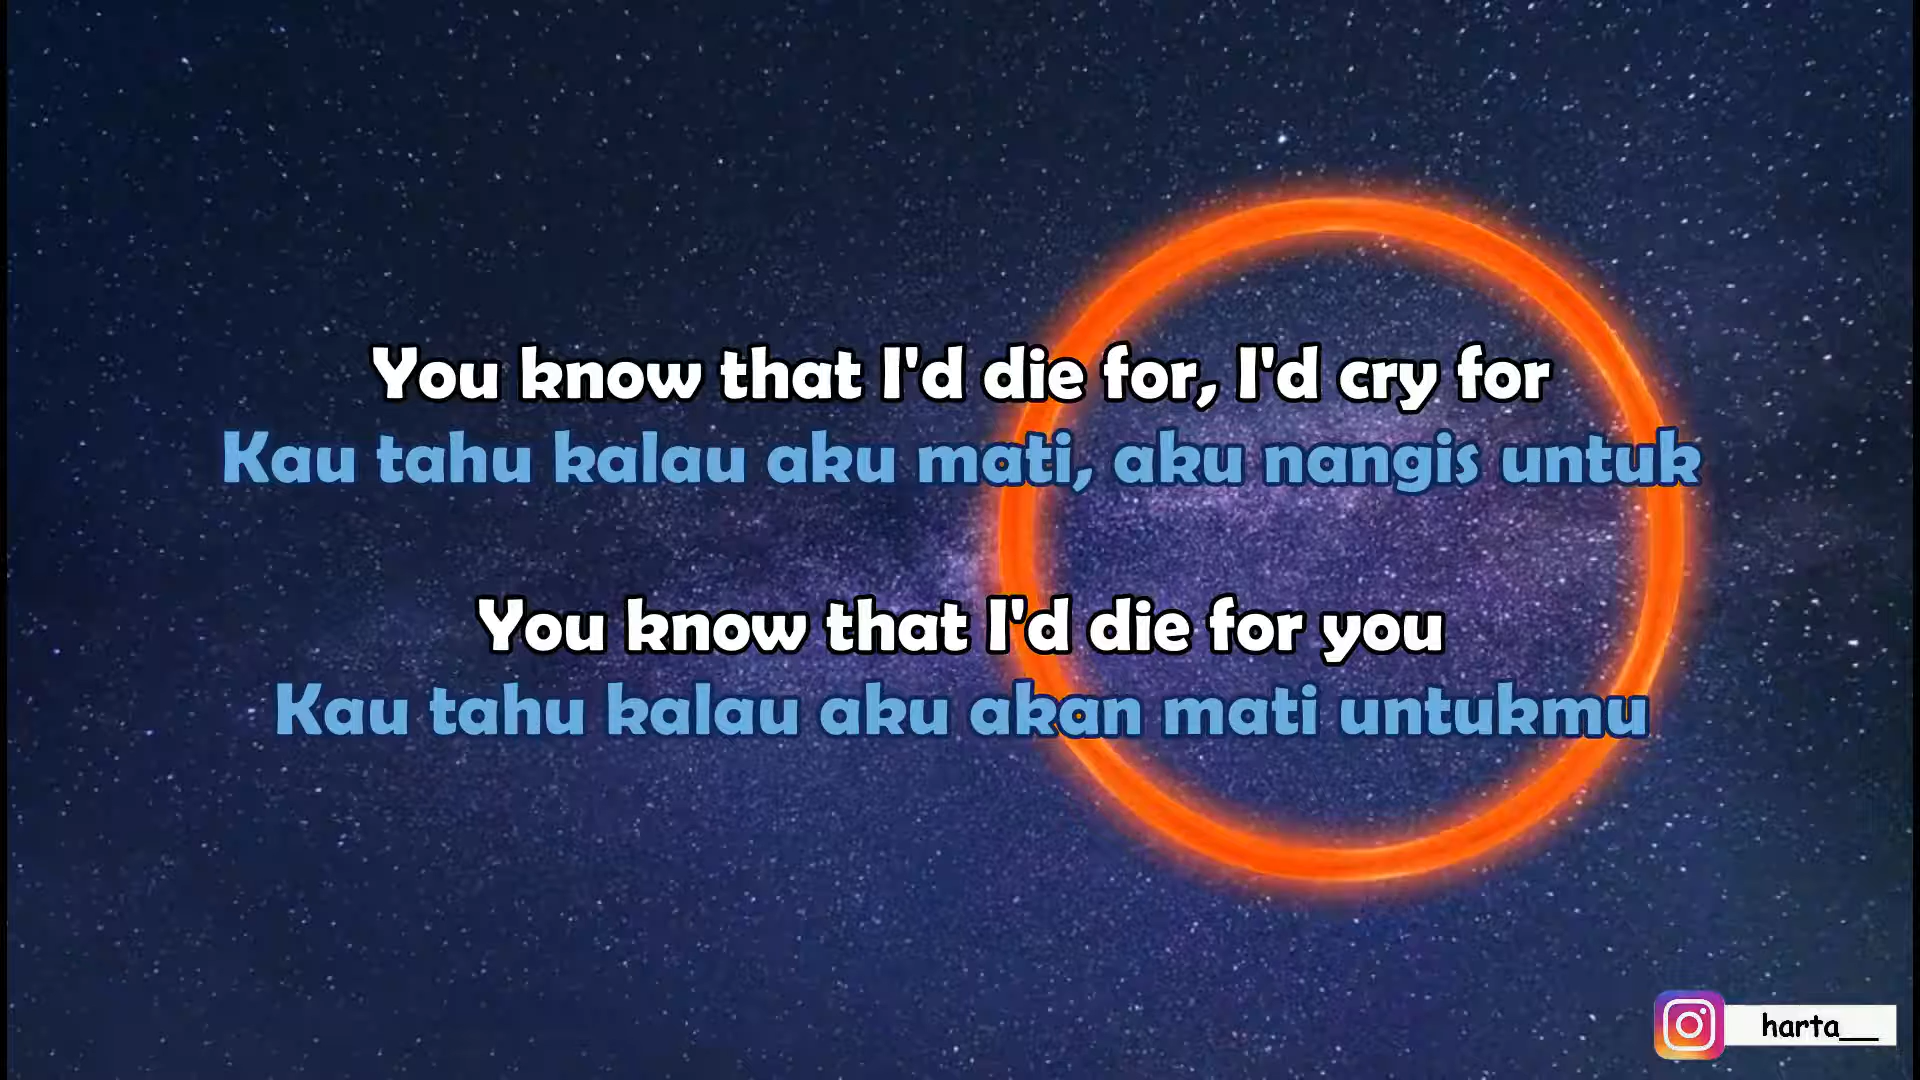 You know that I'd die for, I'd cry for
Kau tahu kalau aku mati, aku nangis untuk
You know that I'd die for you
Kau tahu kalau aku akan mati untukmu
harta__